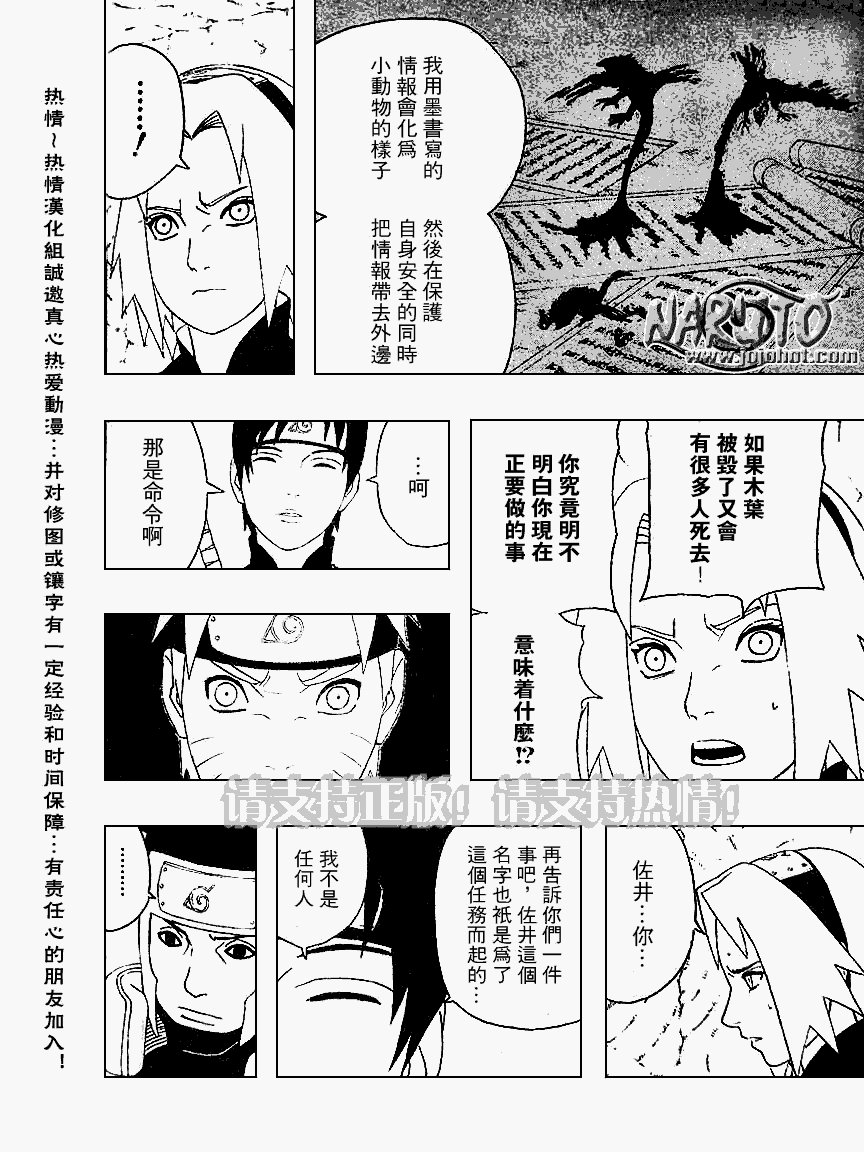 我用墨書寫的
情報會化爲
小動物的樣子
然後在保護
自身安全的同時
把情報帶去外邊
NARUTO
www.jojohot.com
……!
如果木葉
被毀了又會
有很多人死去!
你究竟明不
明白你現在
正要做的事
意味着什麼!?
…呵
那是命令啊
请支持正版!请支持热情!
佐井…你…
再告訴你們一件
事吧，佐井這個
名字也祇是爲了
這個任務而起的…
我不是
任何人
………
热情~热情漢化組誠邀真心热爱動漫…并对修图或镶字有一定经验和时间保障…有责任心的朋友加入!